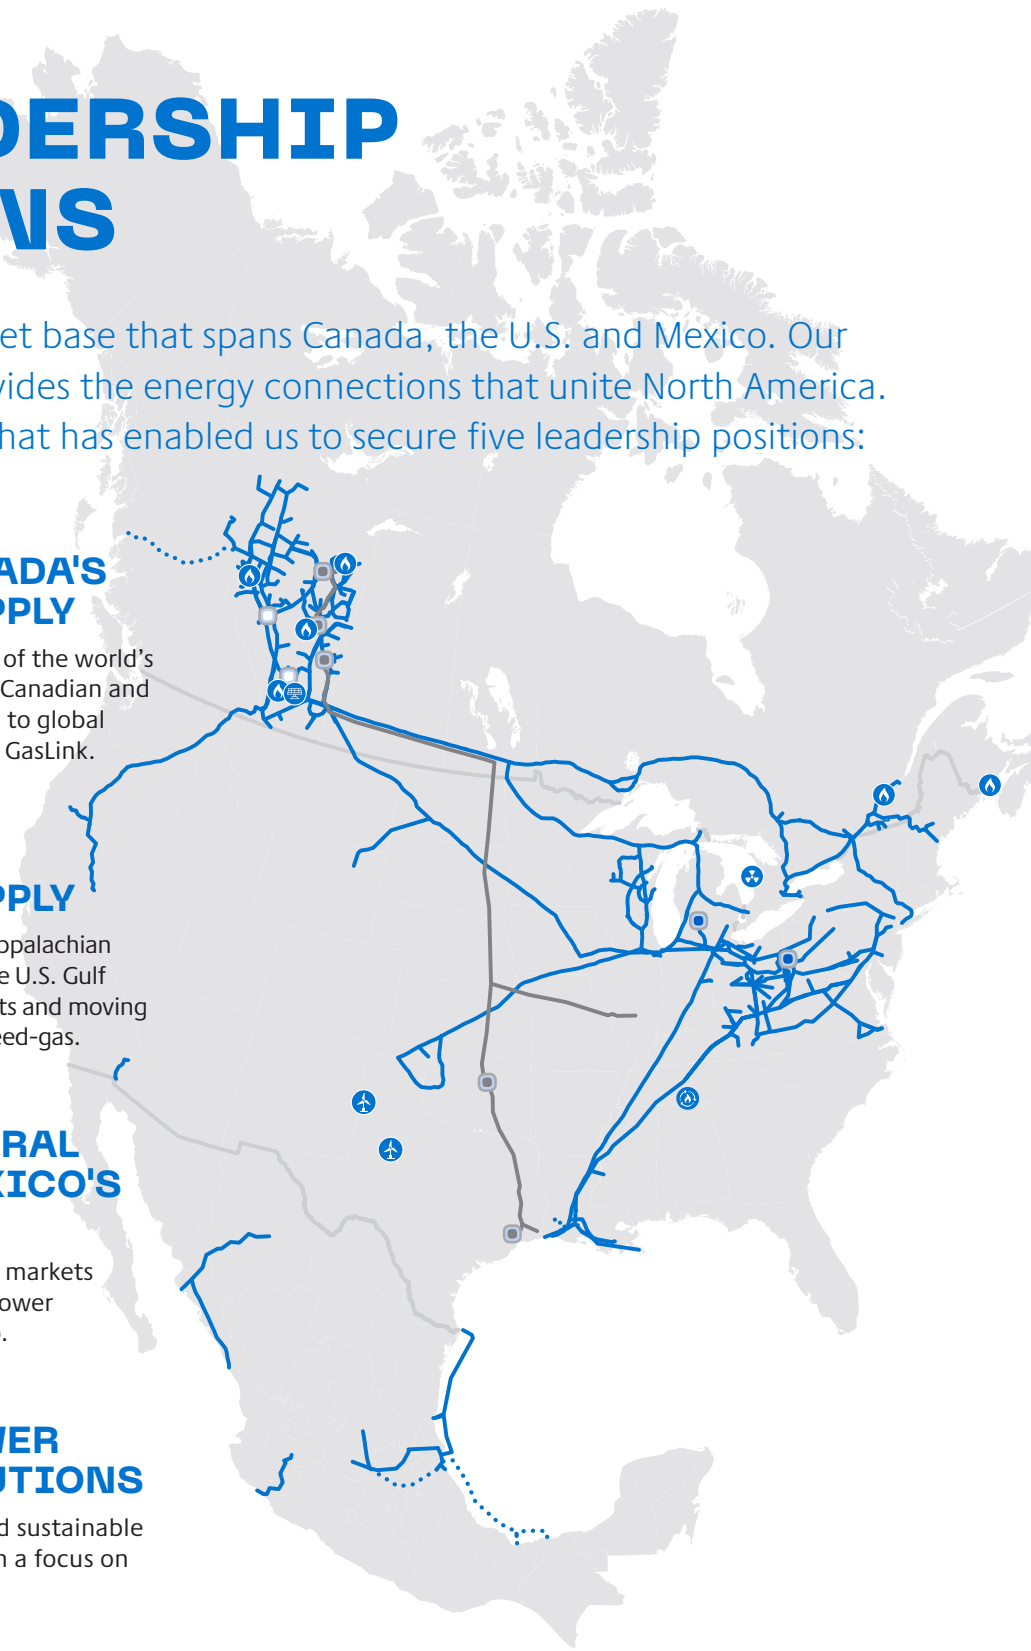 DERSHIP
NS
et base that spans Canada, the U.S. and Mexico. Our
vides the energy connections that unite North America.
hat has enabled us to secure five leadership positions:
ADA'S
PPLY
of the world's
Canadian and
to global
GasLink.
PPLY
ppalachian
e U.S. Gulf
ts and moving
eed-gas.
RAL
XICO'S
markets
ower
WER
UTIONS
d sustainable
n a focus on